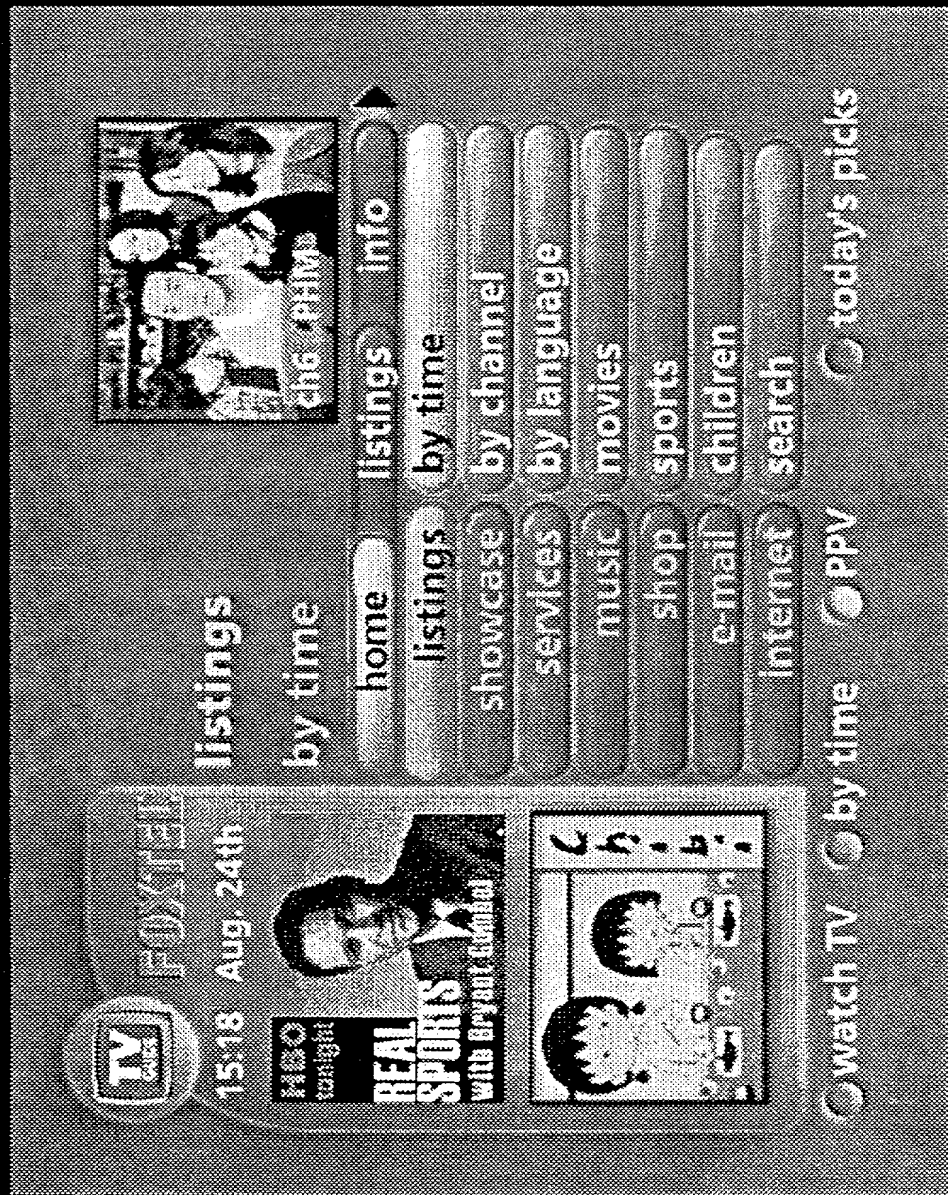 TV
GUIDE
FOXTEL
15:18 Aug. 24th
HBO
tonight
REAL
SPORTS
with Bryant Gumbel
listings
by time
home listings info
listings by time
showcase by channel
services by language
music movies
shop sports
e-mail children
internet search
watch TV by time PPV today's picks